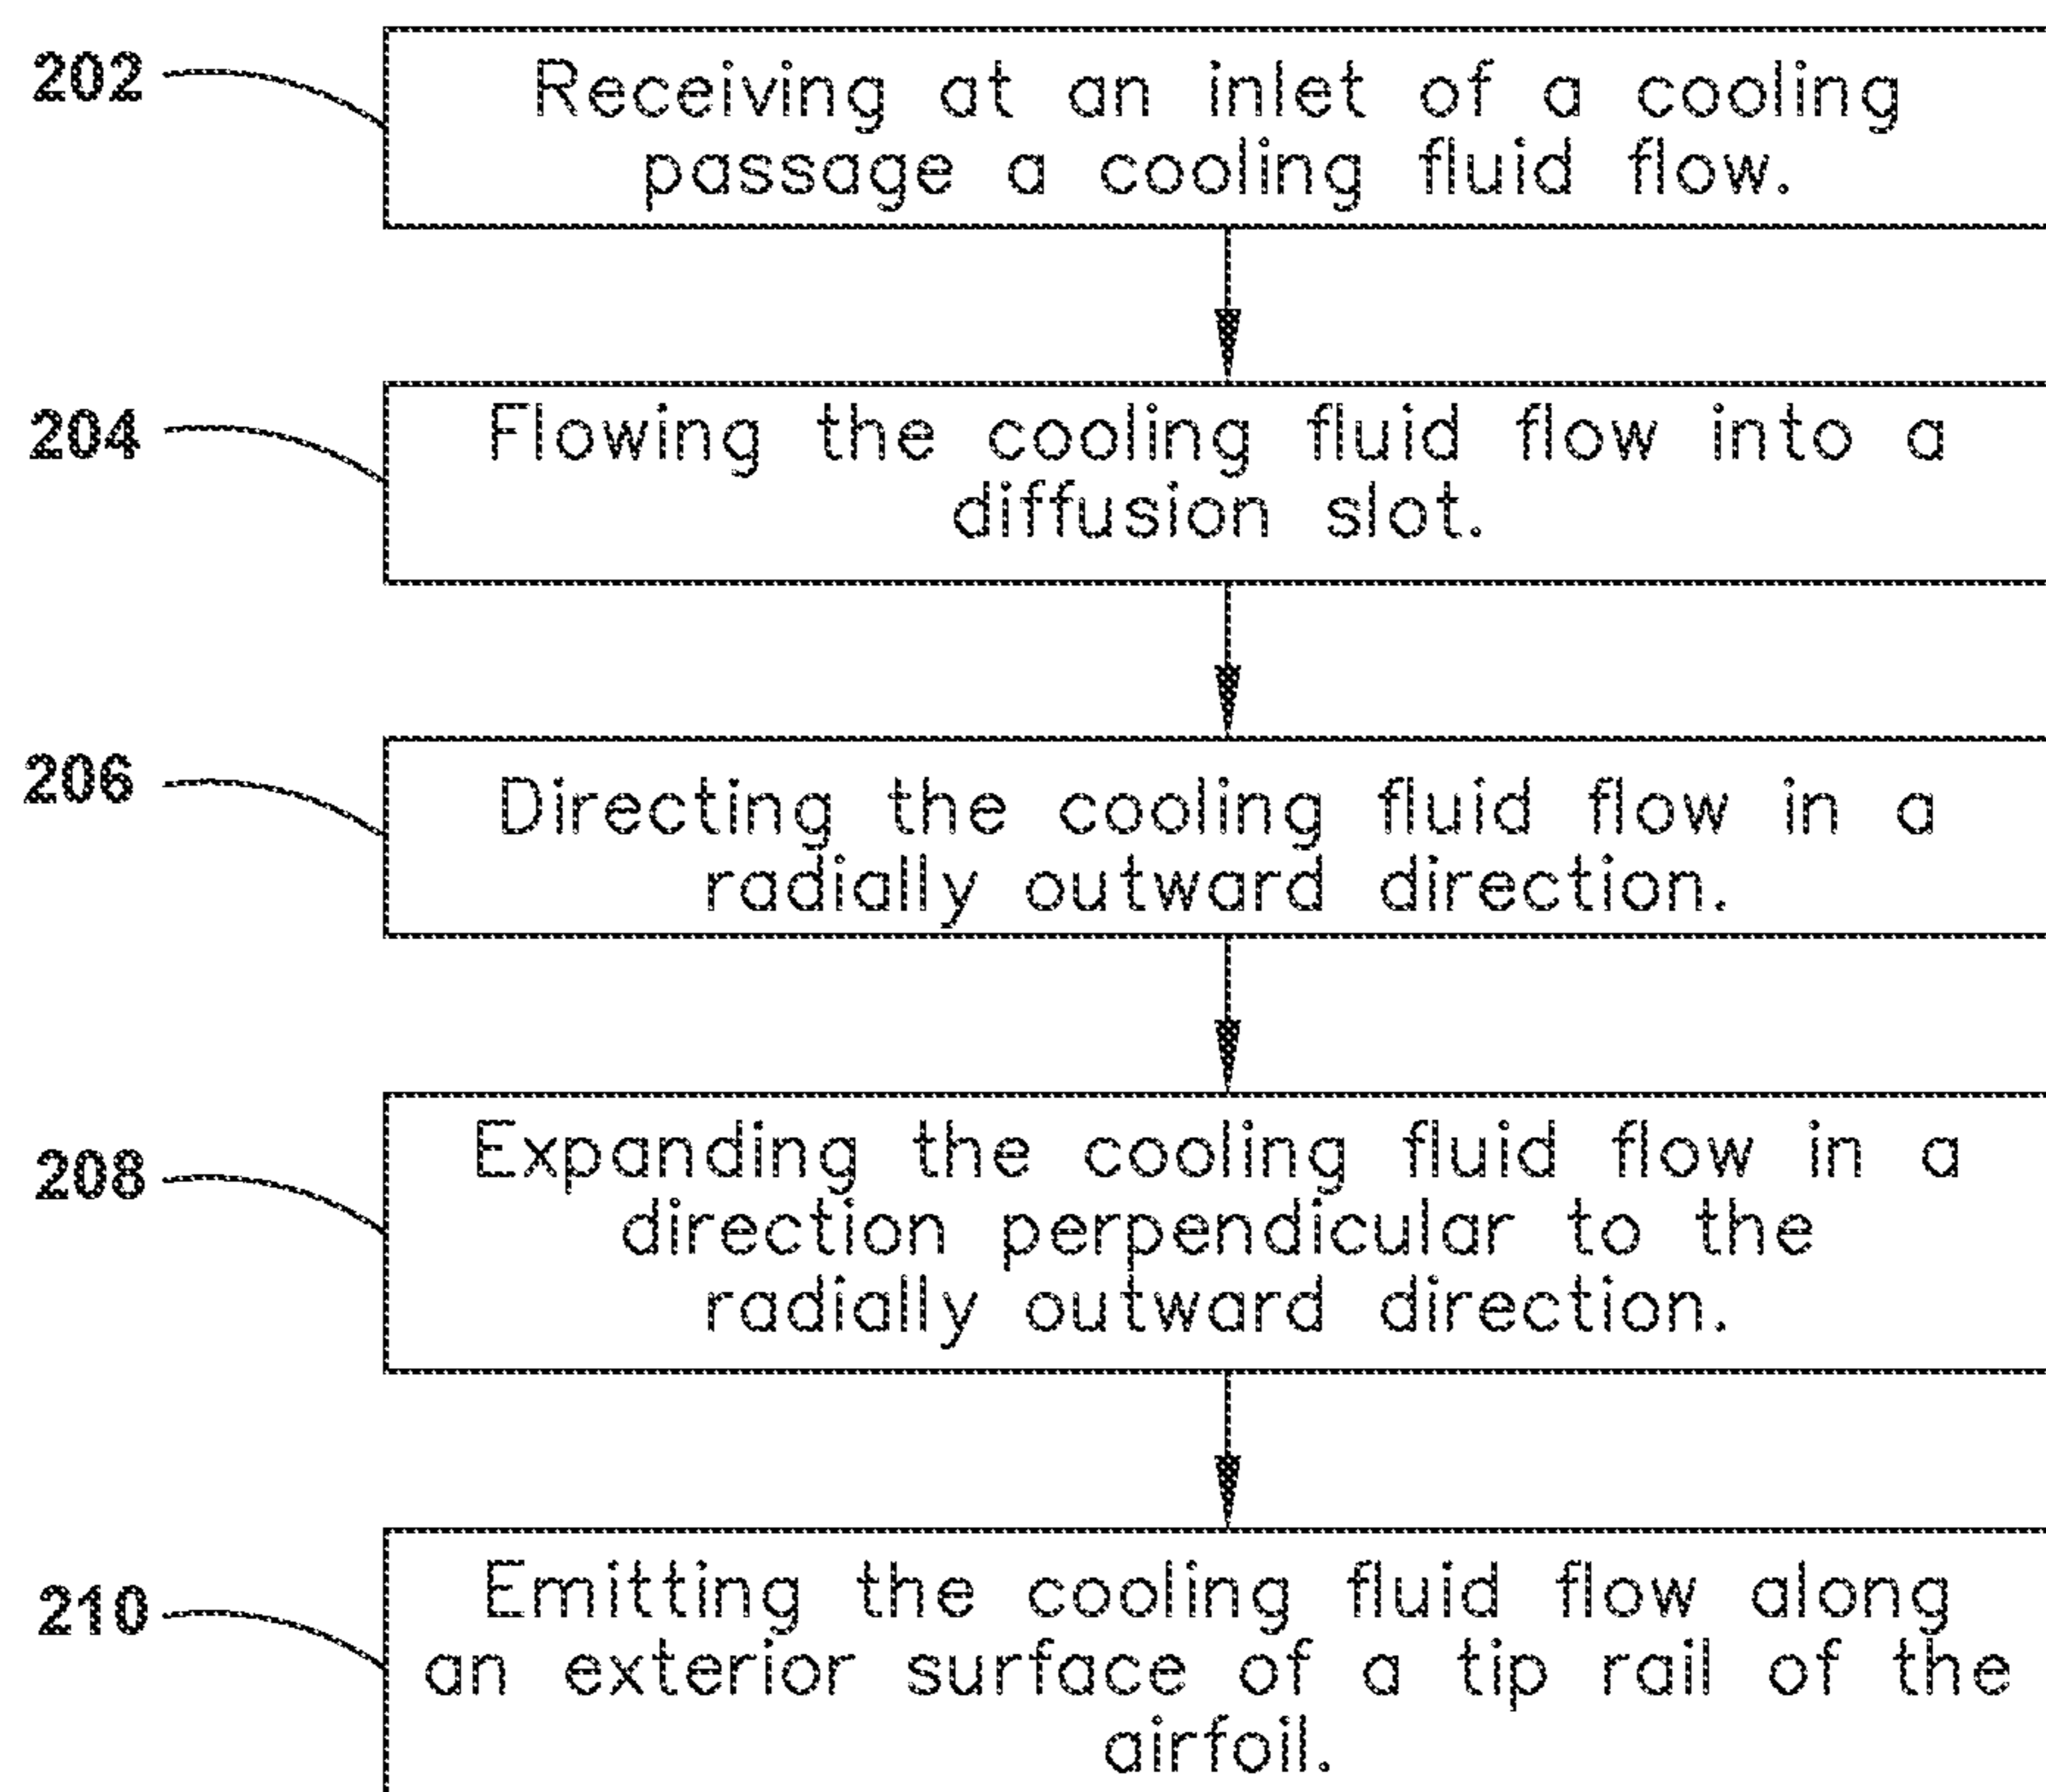 202
Receiving at an inlet of a cooling
passage a cooling fluid flow.
204
Flowing the cooling fluid flow into a
diffusion slot.
206
Directing the cooling fluid flow in a
radially outward direction.
208
Expanding the cooling fluid flow in a
direction perpendicular to the
radially outward direction.
210
Emitting the cooling fluid flow along
an exterior surface of a tip rail of the
airfoil.